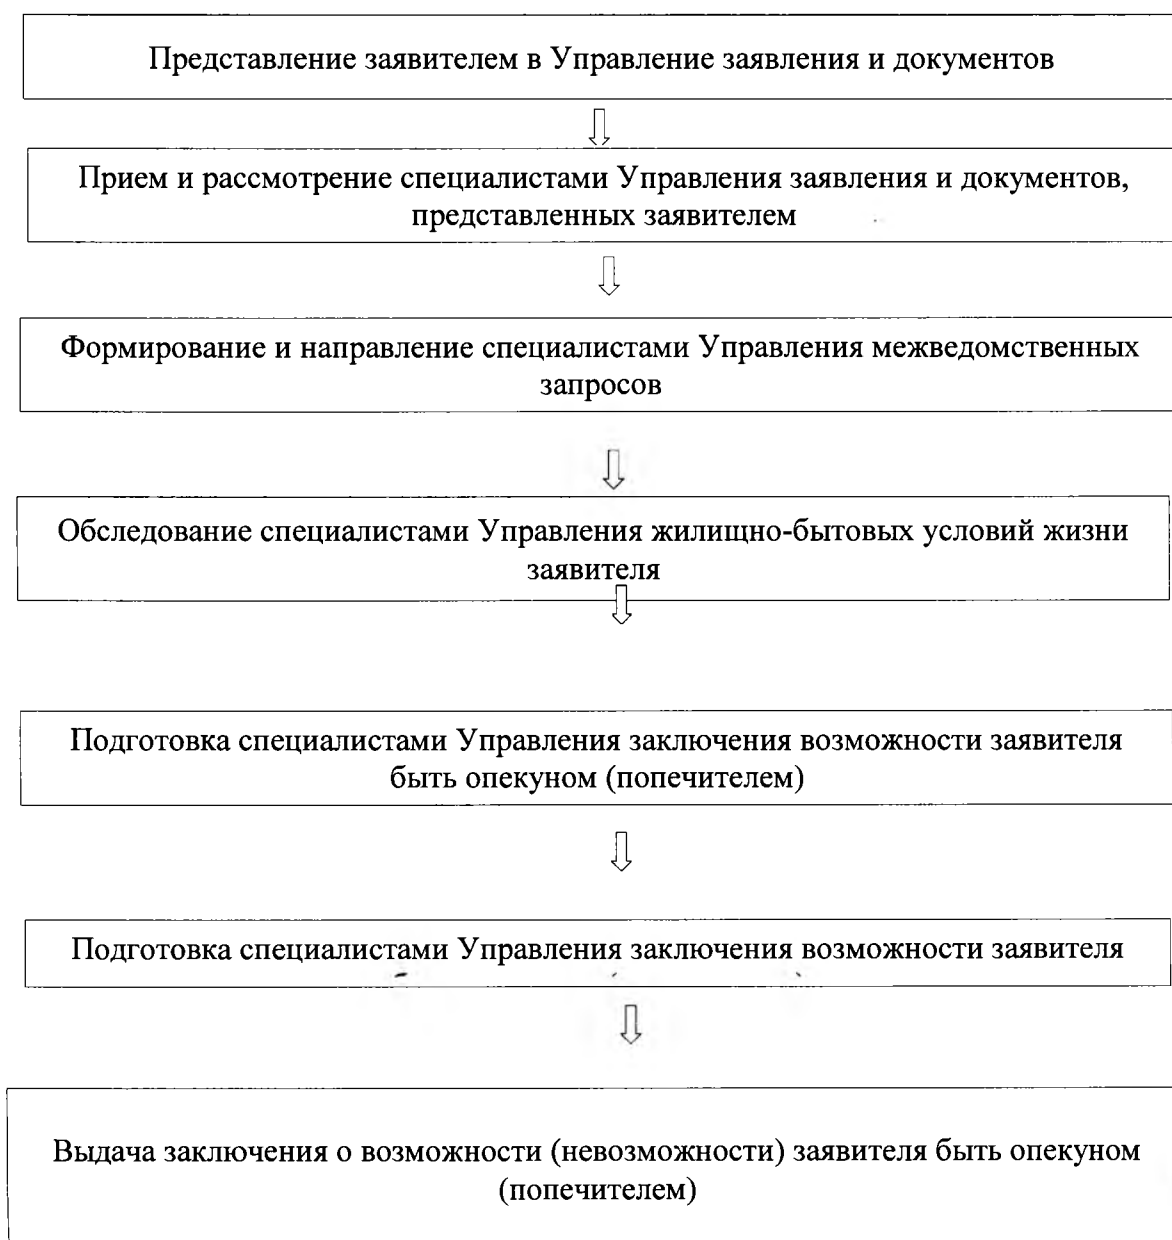 Представление заявителем в Управление заявления и документов
Прием и рассмотрение специалистами Управления заявления и документов,
представленных заявителем
Формирование и направление специалистами Управления межведомственных
запросов
Обследование специалистами Управления жилищно-бытовых условий жизни
заявителя
Подготовка специалистами Управления заключения возможности заявителя
быть опекуном (попечителем)
Подготовка специалистами Управления заключения возможности заявителя
Выдача заключения о возможности (невозможности) заявителя быть опекуном
(попечителем)